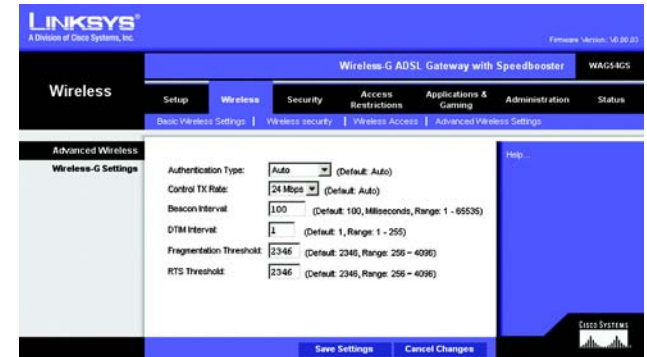 LINKSYS®
A Division of Cisco Systems, Inc.
Firmware Version: V0.00.03
Wireless-G ADSL Gateway with Speedbooster WAG54GS
Wireless
Setup Wireless Security Access Restrictions Applications & Gaming Administration Status
Basic Wireless Settings | Wireless security | Wireless Access | Advanced Wireless Settings
Advanced Wireless
Wireless-G Settings
Help...
Authentication Type: Auto (Default: Auto)
Control TX Rate: 24 Mbps (Default: Auto)
Beacon Interval: 100 (Default: 100, Milliseconds, Range: 1 - 65535)
DTIM Interval: 1 (Default: 1, Range: 1 - 255)
Fragmentation Threshold: 2346 (Default: 2346, Range: 256 ~ 4096)
RTS Threshold: 2346 (Default: 2346, Range: 256 ~ 4096)
CISCO SYSTEMS
Save Settings Cancel Changes